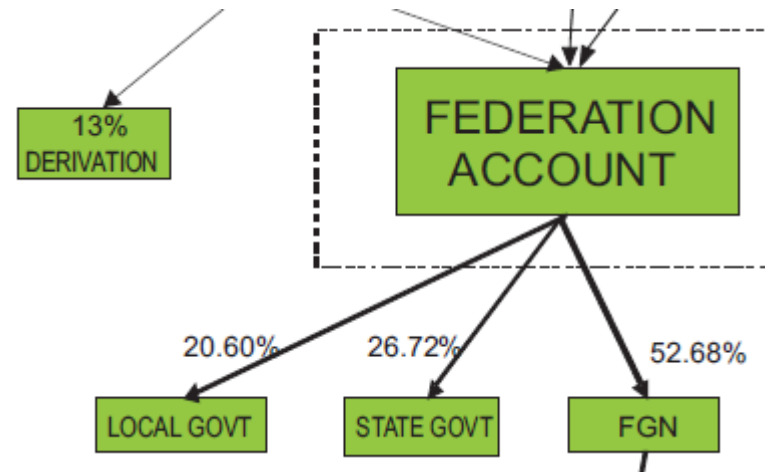 13%
DERIVATION
FEDERATION
ACCOUNT
20.60%
26.72%
52.68%
LOCAL GOVT
STATE GOVT
FGN